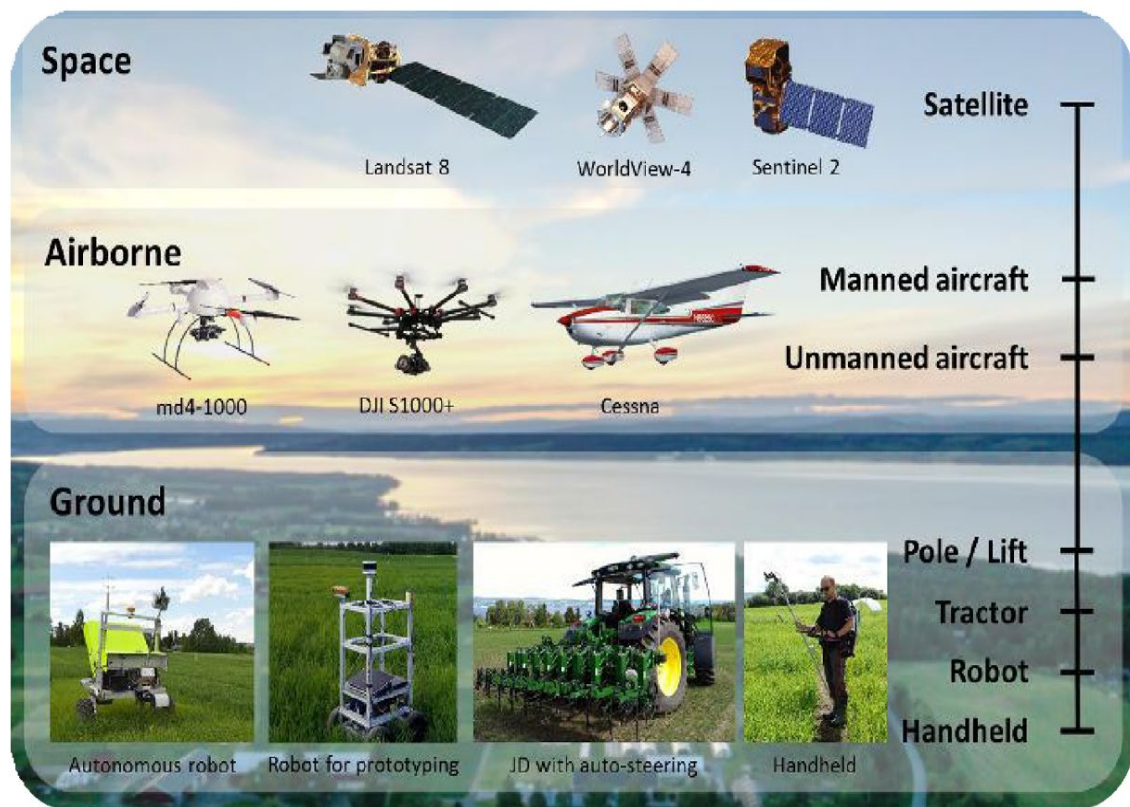 Space
Landsat 8
WorldView-4
Sentinel 2
Satellite
Airborne
md4-1000
DJI S1000+
Cessna
Manned aircraft
Unmanned aircraft
Ground
Autonomous robot
Robot for prototyping
JD with auto-steering
Handheld
Pole / Lift
Tractor
Robot
Handheld